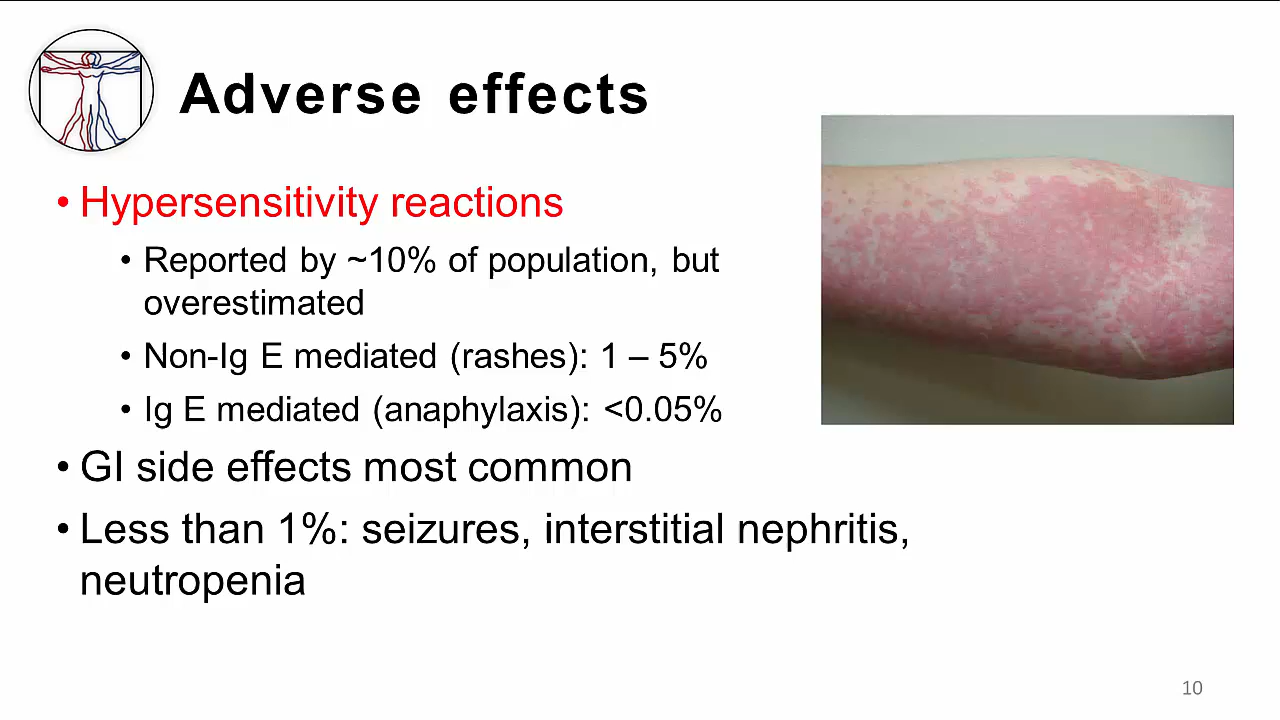 Adverse effects
• Hypersensitivity reactions
• Reported by ~10% of population, but
overestimated
• Non-Ig E mediated (rashes): 1 – 5%
• Ig E mediated (anaphylaxis): <0.05%
• GI side effects most common
• Less than 1%: seizures, interstitial nephritis,
neutropenia
10